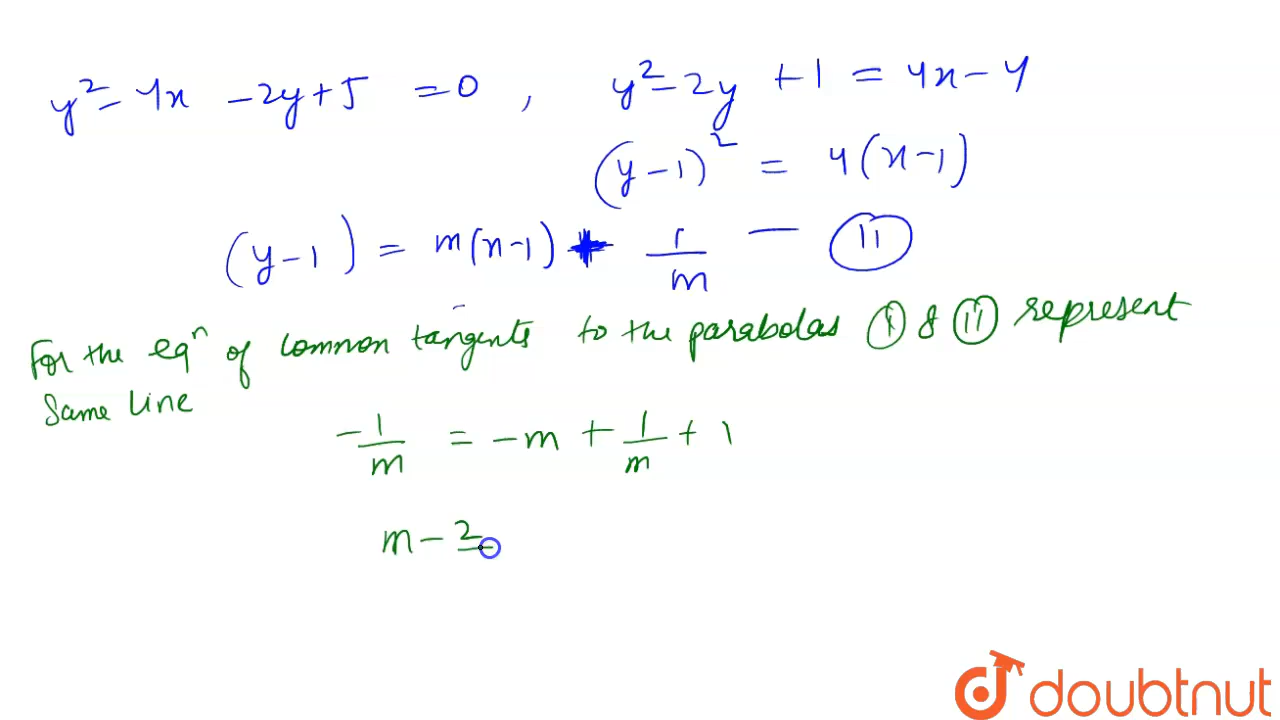 y² - 4x - 2y + 5 = 0 , y² - 2y + 1 = 4x - 4
(y - 1)² = 4(x - 1)
(y - 1) = m(x - 1) + 1/m — (II)
For the eqⁿ of common tangents to the parabolas (I) & (II) represent
Same line
-1/m = -m + 1/m + 1
m - 2
doubtnut